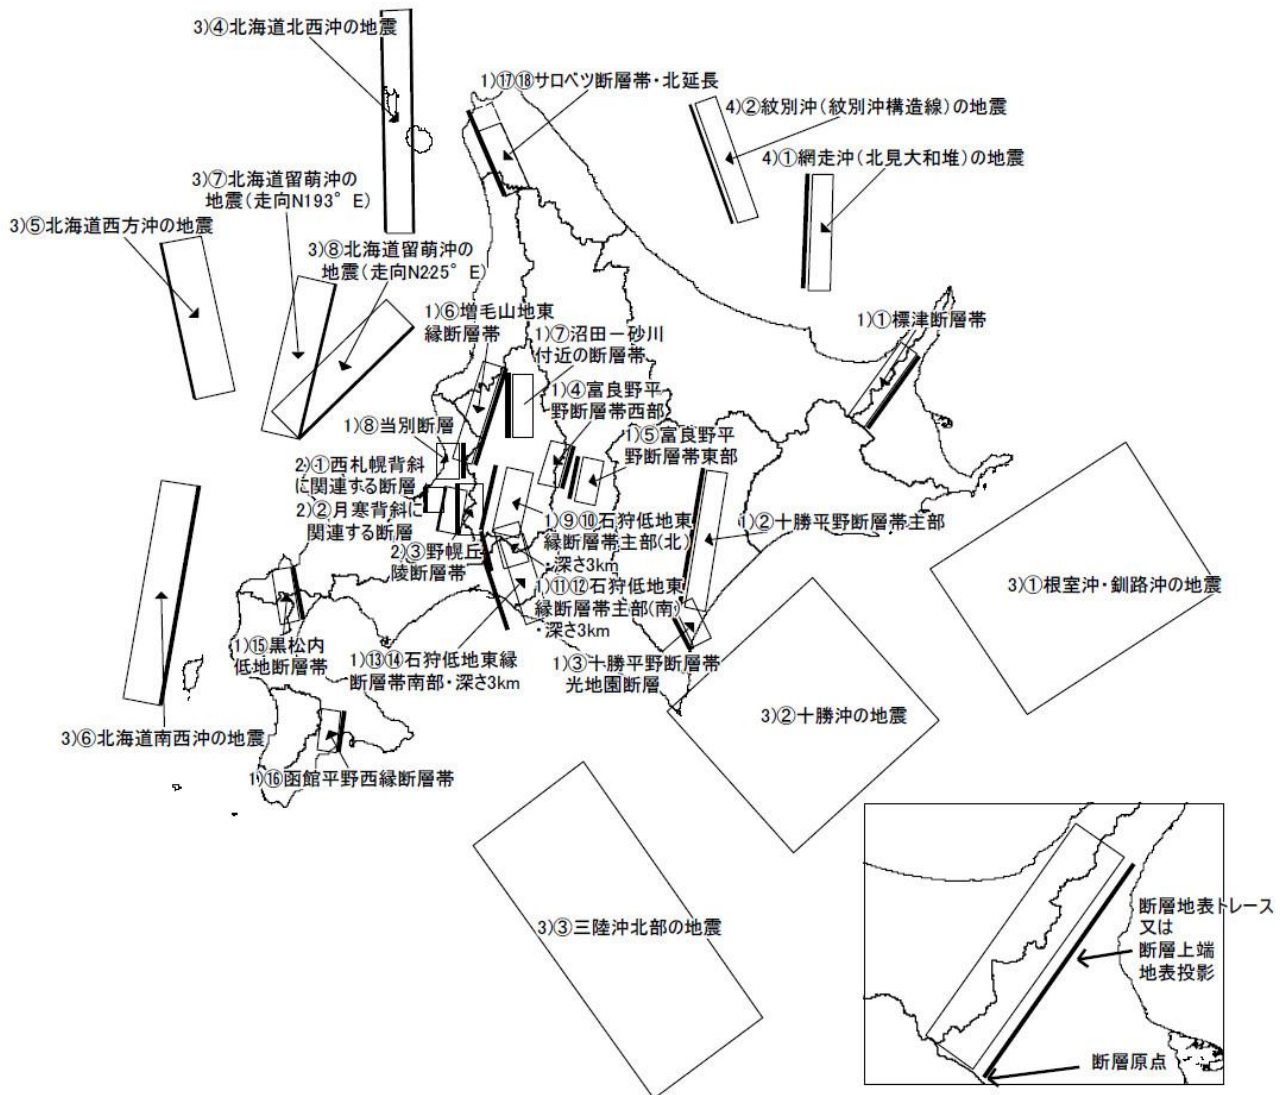 3)④北海道北西沖の地震
1)⑰⑱サロベツ断層帯・北延長
4)②紋別沖(紋別沖構造線)の地震
4)①網走沖(北見大和堆)の地震
3)⑦北海道留萌沖の
地震(走向N193°E)
3)⑤北海道西方沖の地震
3)⑧北海道留萌沖の
地震(走向N225°E)
1)⑥増毛山地東
縁断層帯
1)⑦沼田－砂川
付近の断層帯
1)①標津断層帯
1)④富良野平
野断層帯西部
1)⑧当別断層
1)⑤富良野平
野断層帯東部
2)①西札幌背斜
に関連する断層
2)②月寒背斜に
関連する断層
1)⑨⑩石狩低地東
縁断層帯主部(北)
・深さ3km
1)②十勝平野断層帯主部
2)③野幌丘
陵断層帯
1)⑪⑫石狩低地東
縁断層帯主部(南)
・深さ3km
3)①根室沖・釧路沖の地震
1)⑮黒松内
低地断層帯
1)⑬⑭石狩低地東縁
断層帯南部・深さ3km
1)③十勝平野断層帯
光地園断層
3)②十勝沖の地震
3)⑥北海道南西沖の地震
1)⑯函館平野西縁断層帯
3)③三陸沖北部の地震
断層地表トレース
又は
断層上端
地表投影
断層原点